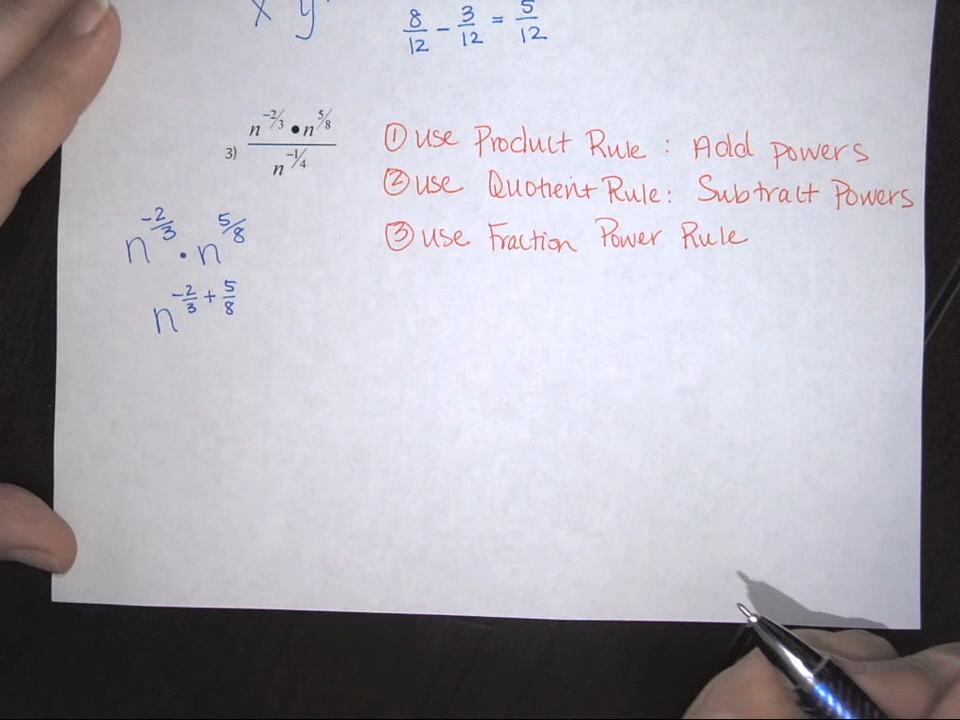 x y
8/12 - 3/12 = 5/12
3) n^-2/3 • n^5/8
n^-1/4
① use Product Rule : Add powers
② use Quotient Rule: Subtract Powers
③ use Fraction Power Rule
n^-2/3 • n^5/8
n^-2/3 + 5/8